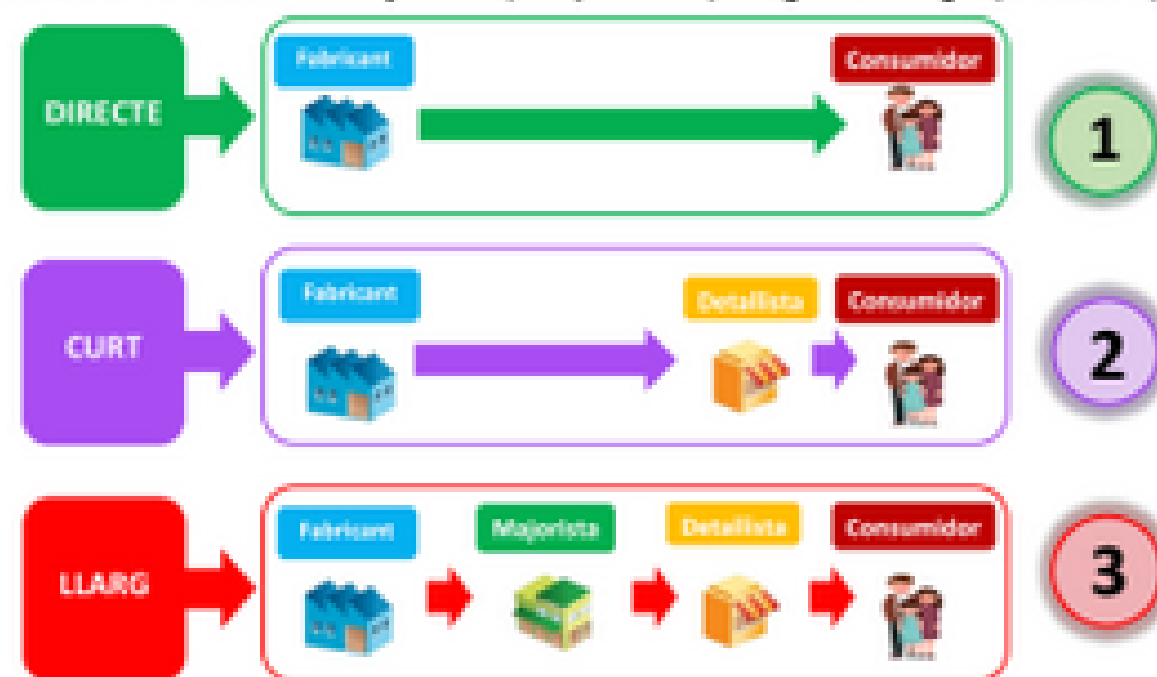 DIRECTE
Fabricant
Consumidor
1
CURT
Fabricant
Detallista
Consumidor
2
LLARG
Fabricant
Majorista
Detallista
Consumidor
3